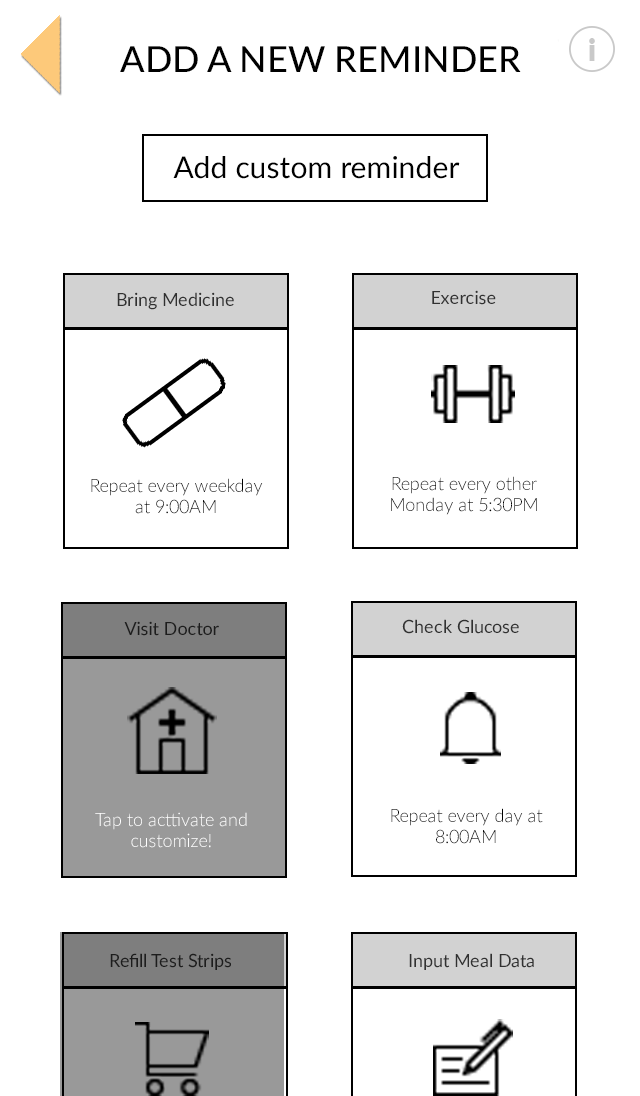 ADD A NEW REMINDER
i
Add custom reminder
Bring Medicine
Repeat every weekday
at 9:00AM
Exercise
Repeat every other
Monday at 5:30PM
Visit Doctor
Tap to acttivate and
customize!
Check Glucose
Repeat every day at
8:00AM
Refill Test Strips
Input Meal Data